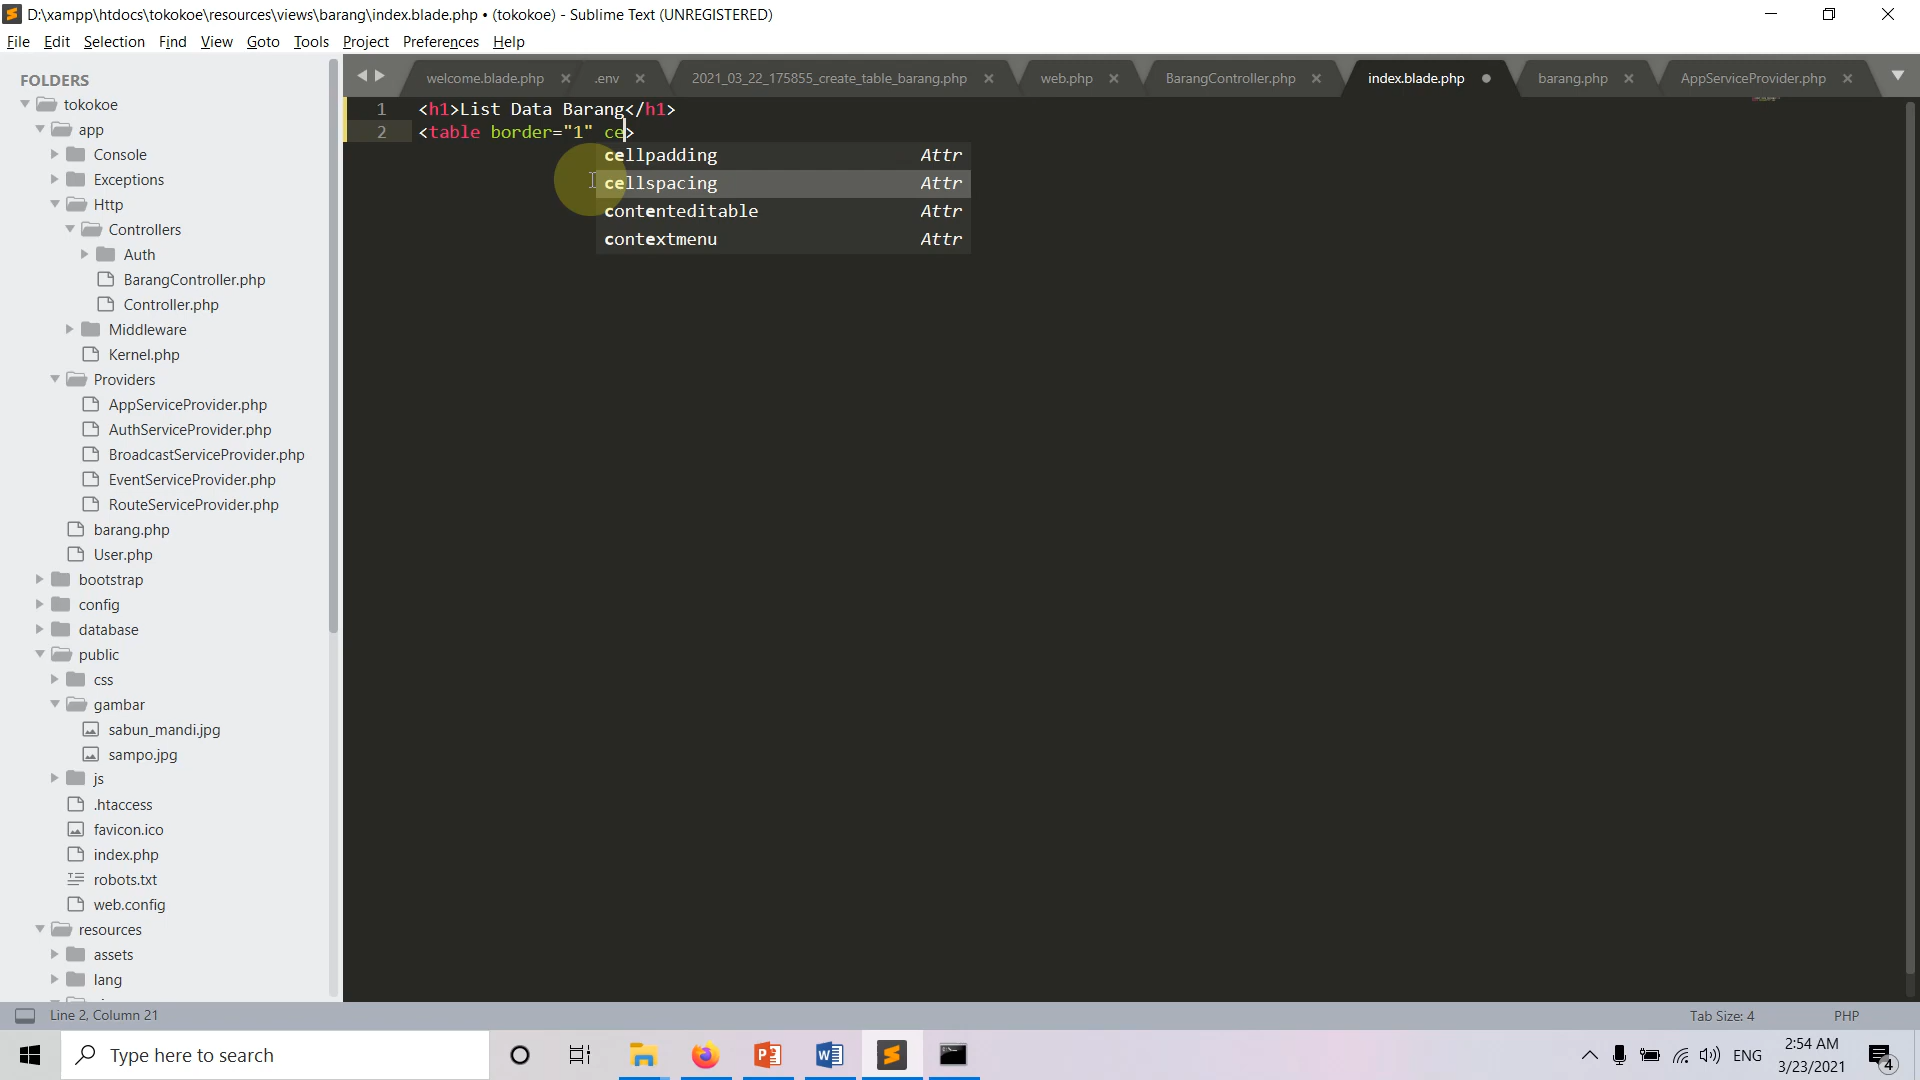 D:\xampp\htdocs\tokokoe\resources\views\barang\index.blade.php • (tokokoe) - Sublime Text (UNREGISTERED)
File Edit Selection Find View Goto Tools Project Preferences Help
FOLDERS
tokokoe
app
Console
Exceptions
Http
Controllers
Auth
BarangController.php
Controller.php
Middleware
Kernel.php
Providers
AppServiceProvider.php
AuthServiceProvider.php
BroadcastServiceProvider.php
EventServiceProvider.php
RouteServiceProvider.php
barang.php
User.php
bootstrap
config
database
public
css
gambar
sabun_mandi.jpg
sampo.jpg
js
.htaccess
favicon.ico
index.php
robots.txt
web.config
resources
assets
lang
welcome.blade.php .env 2021_03_22_175855_create_table_barang.php web.php BarangController.php index.blade.php barang.php AppServiceProvider.php
1 <h1>List Data Barang</h1>
2 <table border="1" ce>
cellpadding Attr
cellspacing Attr
contenteditable Attr
contextmenu Attr
Line 2, Column 21 Tab Size: 4 PHP
Type here to search
ENG
2:54 AM
3/23/2021
4